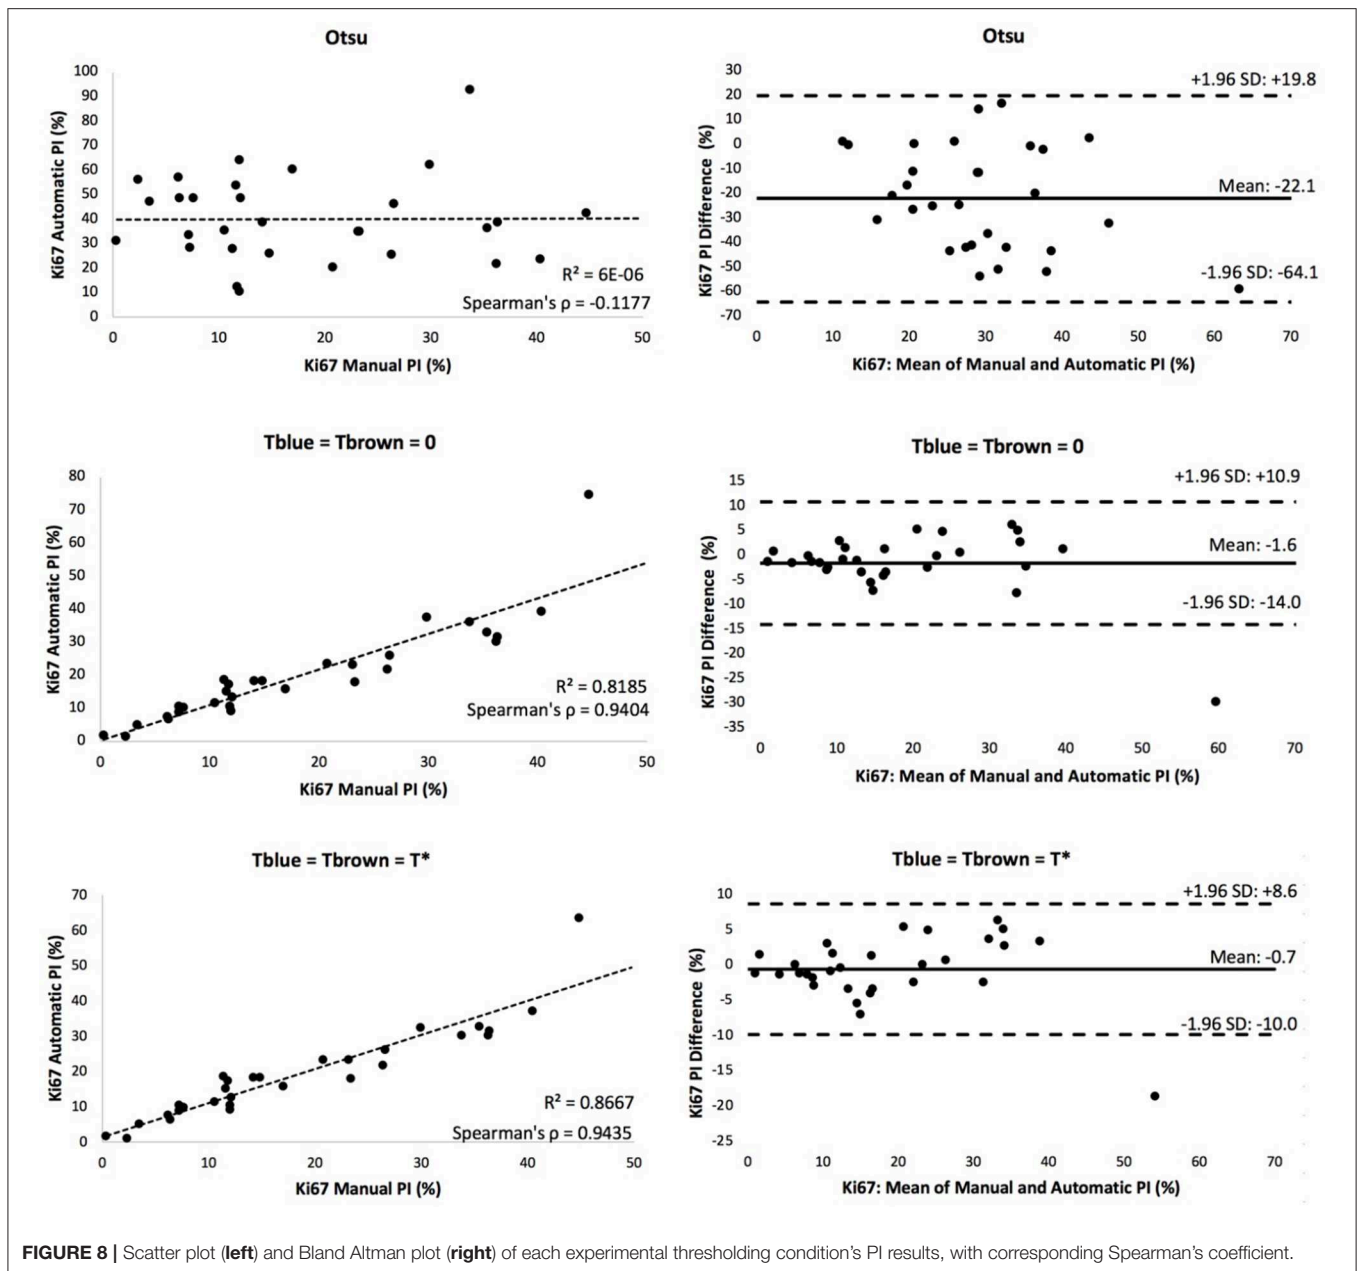 Otsu
100
90
80
70
60
50
40
30
20
10
0
Ki67 Automatic PI (%)
R² = 6E-06
Spearman's ρ = -0.1177
0 10 20 30 40 50
Ki67 Manual PI (%)
Otsu
30
20
10
0
-10
-20
-30
-40
-50
-60
-70
Ki67 PI Difference (%)
+1.96 SD: +19.8
Mean: -22.1
-1.96 SD: -64.1
0 10 20 30 40 50 60 70
Ki67: Mean of Manual and Automatic PI (%)
Tblue = Tbrown = 0
80
70
60
50
40
30
20
10
0
Ki67 Automatic PI (%)
R² = 0.8185
Spearman's ρ = 0.9404
0 10 20 30 40 50
Ki67 Manual PI (%)
Tblue = Tbrown = 0
15
10
5
0
-5
-10
-15
-20
-25
-30
-35
Ki67 PI Difference (%)
+1.96 SD: +10.9
Mean: -1.6
-1.96 SD: -14.0
0 10 20 30 40 50 60 70
Ki67: Mean of Manual and Automatic PI (%)
Tblue = Tbrown = T*
70
60
50
40
30
20
10
0
Ki67 Automatic PI (%)
R² = 0.8667
Spearman's ρ = 0.9435
0 10 20 30 40 50
Ki67 Manual PI (%)
Tblue = Tbrown = T*
10
5
0
-5
-10
-15
-20
-25
Ki67 PI Difference (%)
+1.96 SD: +8.6
Mean: -0.7
-1.96 SD: -10.0
0 10 20 30 40 50 60 70
Ki67: Mean of Manual and Automatic PI (%)
FIGURE 8 | Scatter plot (left) and Bland Altman plot (right) of each experimental thresholding condition's PI results, with corresponding Spearman's coefficient.